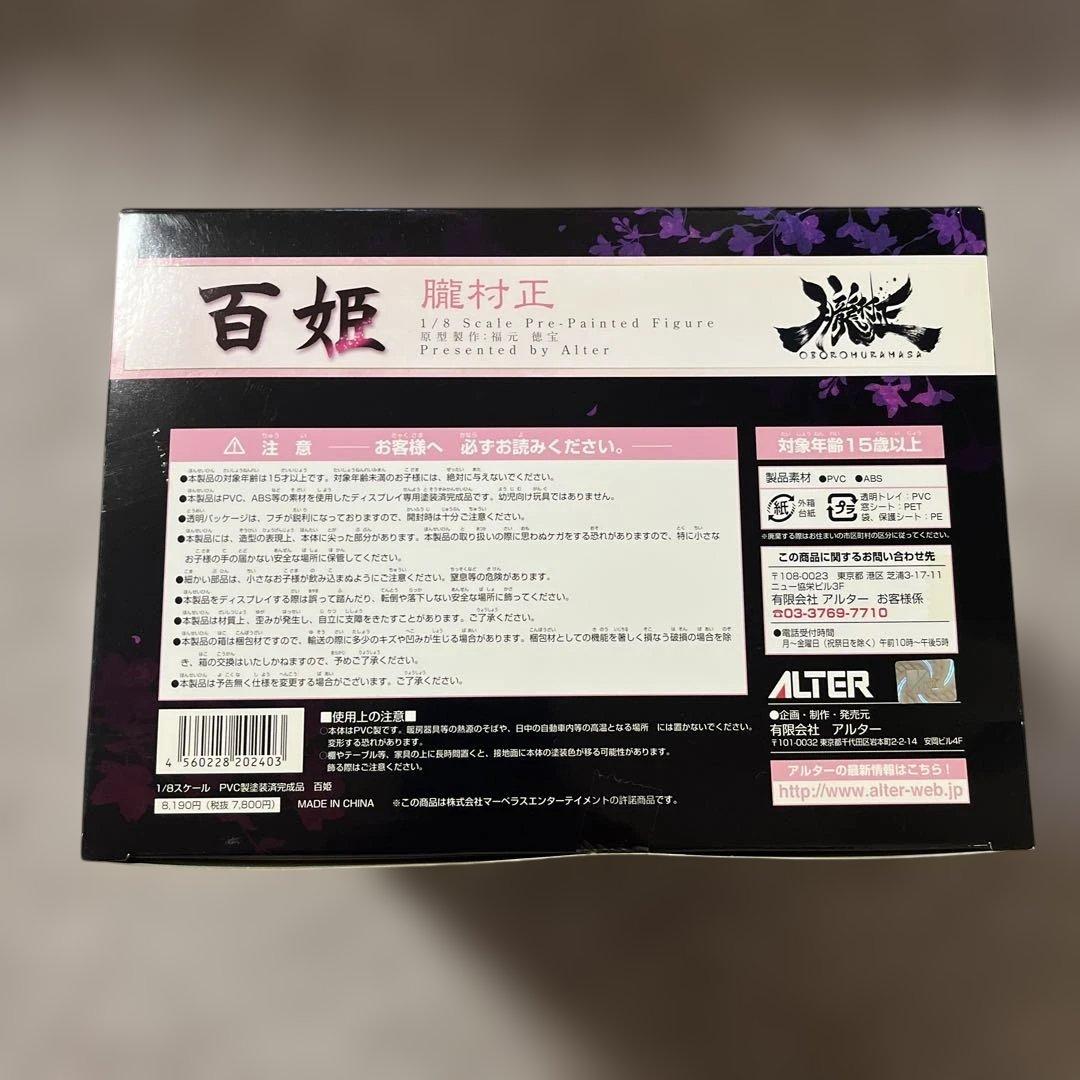 百姫
朧村正
1/8 Scale Pre-Painted Figure
原型製作：福元 徳宝
Presented by Alter
朧村正
OBOROMURAMASA
⚠ 注意 お客様へ 必ずお読みください。
●本製品の対象年齢は15才以上です。対象年齢未満のお子様には、絶対に与えないでください。
●本製品はPVC、ABS等の素材を使用したディスプレイ専用塗装済完成品です。幼児向け玩具ではありません。
●透明パッケージは、フチが鋭利になっておりますので、開封時は十分ご注意ください。
●本製品には、造型の表現上、本体に尖った部分があります。本製品の取り扱いの際に思わぬケガをする恐れがありますので、特に小さな
お子様の手の届かない安全な場所に保管してください。
●細かい部品は、小さなお子様が飲み込まぬようにご注意ください。窒息等の危険があります。
●本製品をディスプレイする際は誤って踏んだり、転倒や落下しない安全な場所に飾ってください。
●本製品は材質上、歪みが発生し、自立に支障をきたすことがあります。ご了承ください。
●本製品の箱は梱包材ですので、輸送の際に多少のキズや凹みが生じる場合があります。梱包材としての機能を著しく損なう破損の場合を除
き、箱の交換はいたしかねますので、予めご了承ください。
●本製品は予告無く仕様を変更する場合がございます。ご了承ください。
対象年齢15歳以上
製品素材 ●PVC ●ABS
紙 外箱
台紙
プラ 透明トレイ：PVC
窓シート：PET
袋、保護シート：PE
※廃棄する際はお住まいの市区町村の区分に従ってください。
この商品に関するお問い合わせ先
〒108-0023 東京都 港区 芝浦3-17-11
ニュー協栄ビル3F
有限会社 アルター お客様係
☎03-3769-7710
●電話受付時間
月～金曜日（祝祭日を除く）午前10時～午後5時
ALTER
●企画・制作・発売元
有限会社 アルター
〒101-0032 東京都千代田区岩本町2-2-14 安岡ビル4F
アルターの最新情報はこちら！
http://www.alter-web.jp
4 560228 202403
■使用上の注意■
○本体はPVC製です。暖房器具等の熱源のそばや、日中の自動車内等の高温となる場所 には置かないでください。
変形する恐れがあります。
○棚やテーブル等、家具の上に長時間置くと、接地面に本体の塗装色が移る可能性があります。
飾る際はご注意ください。
1/8スケール PVC製塗装済完成品 百姫
8,190円（税抜 7,800円） MADE IN CHINA ※この商品は株式会社マーベラスエンターテイメントの許諾商品です。